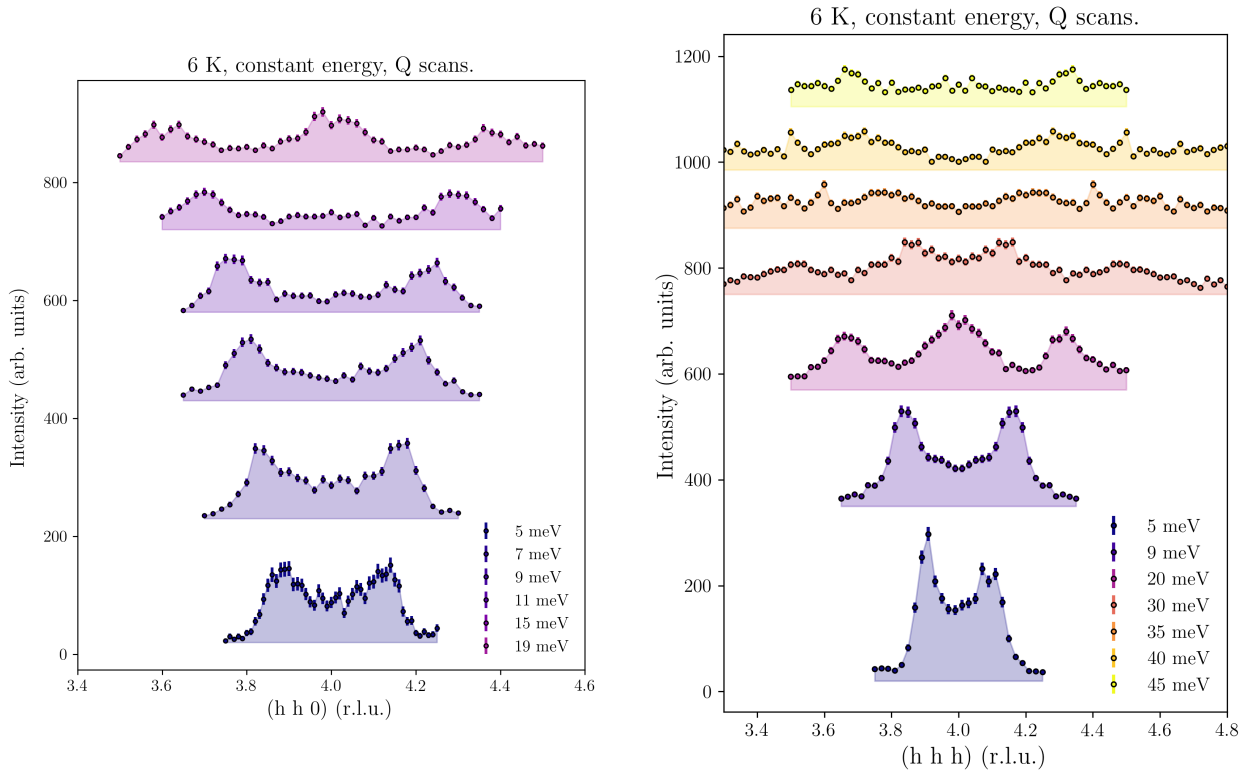 6 K, constant energy, Q scans.
Intensity (arb. units)
800
600
400
200
0
5 meV
7 meV
9 meV
11 meV
15 meV
19 meV
3.4 3.6 3.8 4.0 4.2 4.4 4.6
(h h 0) (r.l.u.)
6 K, constant energy, Q scans.
Intensity (arb. units)
1200
1000
800
600
400
200
0
5 meV
9 meV
20 meV
30 meV
35 meV
40 meV
45 meV
3.4 3.6 3.8 4.0 4.2 4.4 4.6 4.8
(h h h) (r.l.u.)